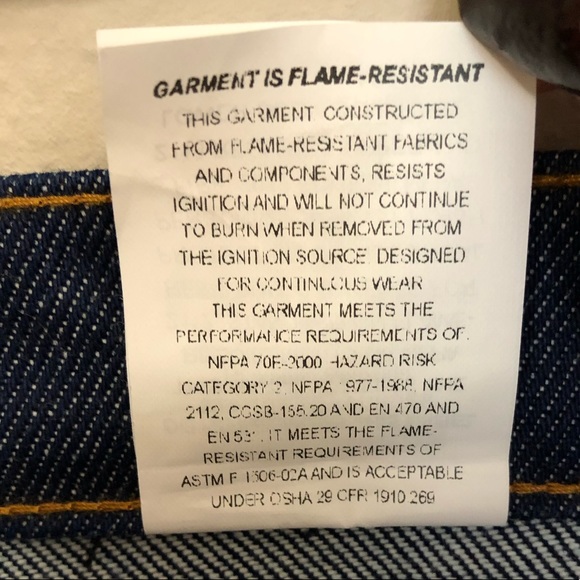 GARMENT IS FLAME-RESISTANT
THIS GARMENT CONSTRUCTED
FROM FLAME-RESISTANT FABRICS
AND COMPONENTS, RESISTS
IGNITION AND WILL NOT CONTINUE
TO BURN WHEN REMOVED FROM
THE IGNITION SOURCE. DESIGNED
FOR CONTINUOUS WEAR
THIS GARMENT MEETS THE
PERFORMANCE REQUIREMENTS OF.
NFPA 70E-2000 HAZARD RISK
CATEGORY 2, NFPA 1977-1988, NFPA
2112, CGSB-155.20 AND EN 470 AND
EN IT MEETS THE FLAME-
RESISTANT REQUIREMENTS OF
ASTM F 1506-02A AND IS ACCEPTABLE
UNDER OSHA 29 CFR 1910 269